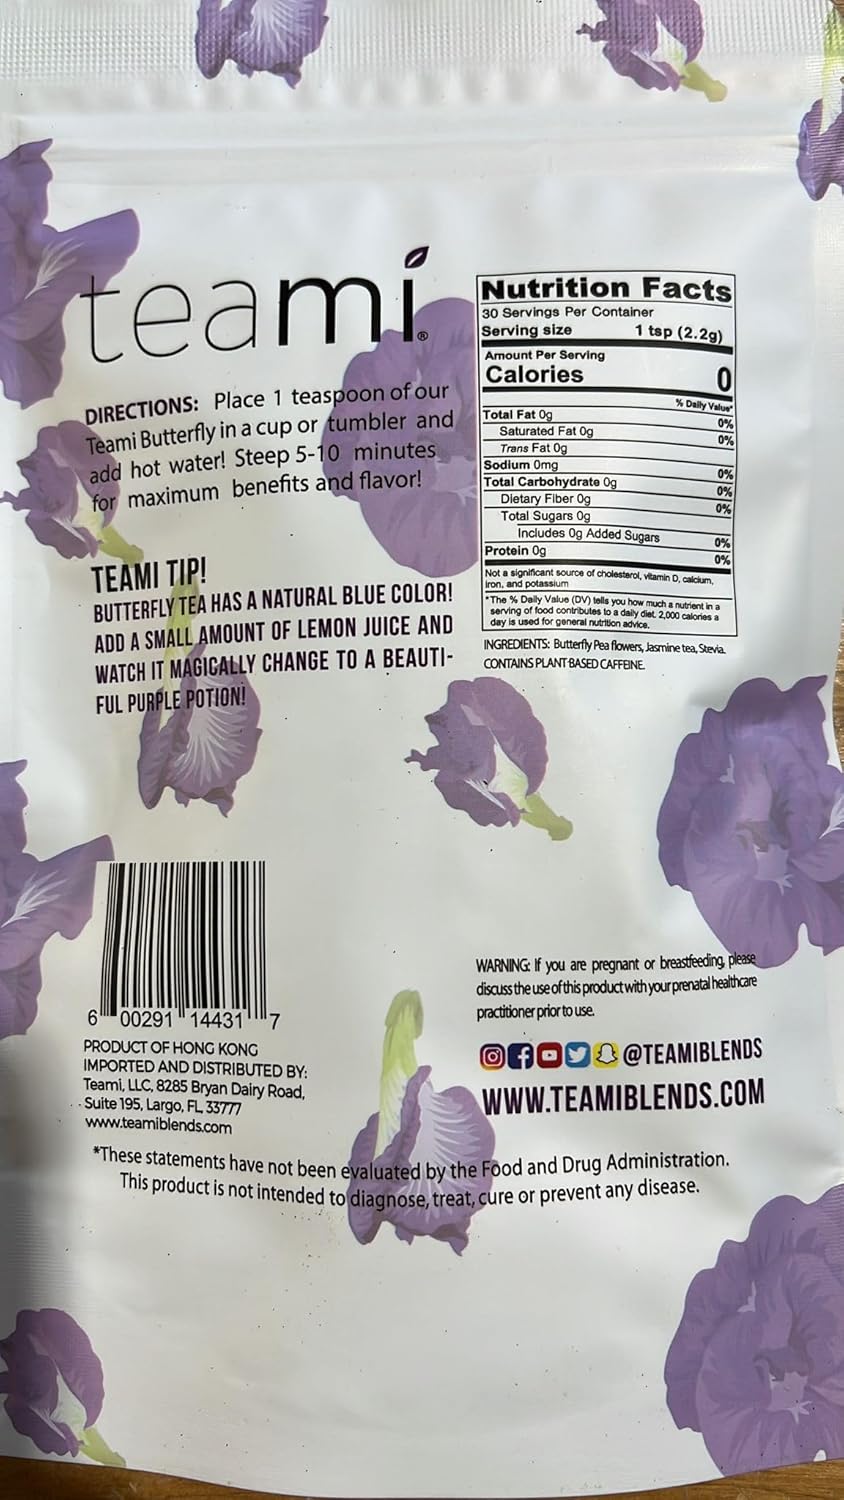 teami®
DIRECTIONS: Place 1 teaspoon of our
Teami Butterfly in a cup or tumbler and
add hot water! Steep 5-10 minutes
for maximum benefits and flavor!
TEAMI TIP!
BUTTERFLY TEA HAS A NATURAL BLUE COLOR!
ADD A SMALL AMOUNT OF LEMON JUICE AND
WATCH IT MAGICALLY CHANGE TO A BEAUTI-
FUL PURPLE POTION!
Nutrition Facts
30 Servings Per Container
Serving size 1 tsp (2.2g)
Amount Per Serving
Calories 0
% Daily Value*
Total Fat 0g 0%
Saturated Fat 0g 0%
Trans Fat 0g
Sodium 0mg 0%
Total Carbohydrate 0g 0%
Dietary Fiber 0g 0%
Total Sugars 0g
Includes 0g Added Sugars 0%
Protein 0g 0%
Not a significant source of cholesterol, vitamin D, calcium,
iron, and potassium
*The % Daily Value (DV) tells you how much a nutrient in a
serving of food contributes to a daily diet. 2,000 calories a
day is used for general nutrition advice.
INGREDIENTS: Butterfly Pea flowers, Jasmine tea, Stevia.
CONTAINS PLANT BASED CAFFEINE.
6 00291 14431 7
PRODUCT OF HONG KONG
IMPORTED AND DISTRIBUTED BY:
Teami, LLC, 8285 Bryan Dairy Road,
Suite 195, Largo, FL, 33777
www.teamiblends.com
WARNING: If you are pregnant or breastfeeding, please
discuss the use of this product with your prenatal healthcare
practitioner prior to use.
@TEAMIBLENDS
WWW.TEAMIBLENDS.COM
*These statements have not been evaluated by the Food and Drug Administration.
This product is not intended to diagnose, treat, cure or prevent any disease.